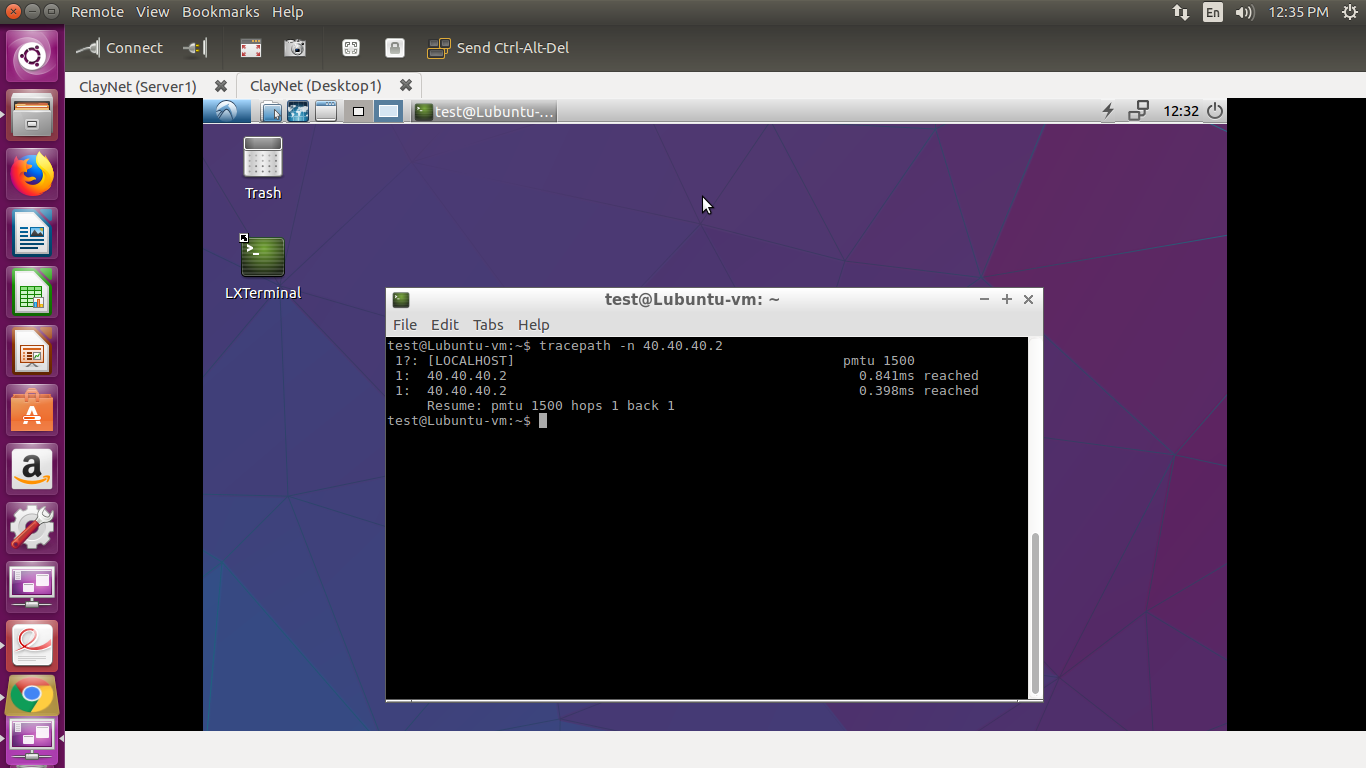 Remote View Bookmarks Help
En
12:35 PM
Connect
Send Ctrl-Alt-Del
ClayNet (Server1)
ClayNet (Desktop1)
test@Lubuntu-...
12:32
Trash
LXTerminal
test@Lubuntu-vm: ~
File Edit Tabs Help
test@Lubuntu-vm:~$ tracepath -n 40.40.40.2
1?: [LOCALHOST] pmtu 1500
1: 40.40.40.2 0.841ms reached
1: 40.40.40.2 0.398ms reached
Resume: pmtu 1500 hops 1 back 1
test@Lubuntu-vm:~$